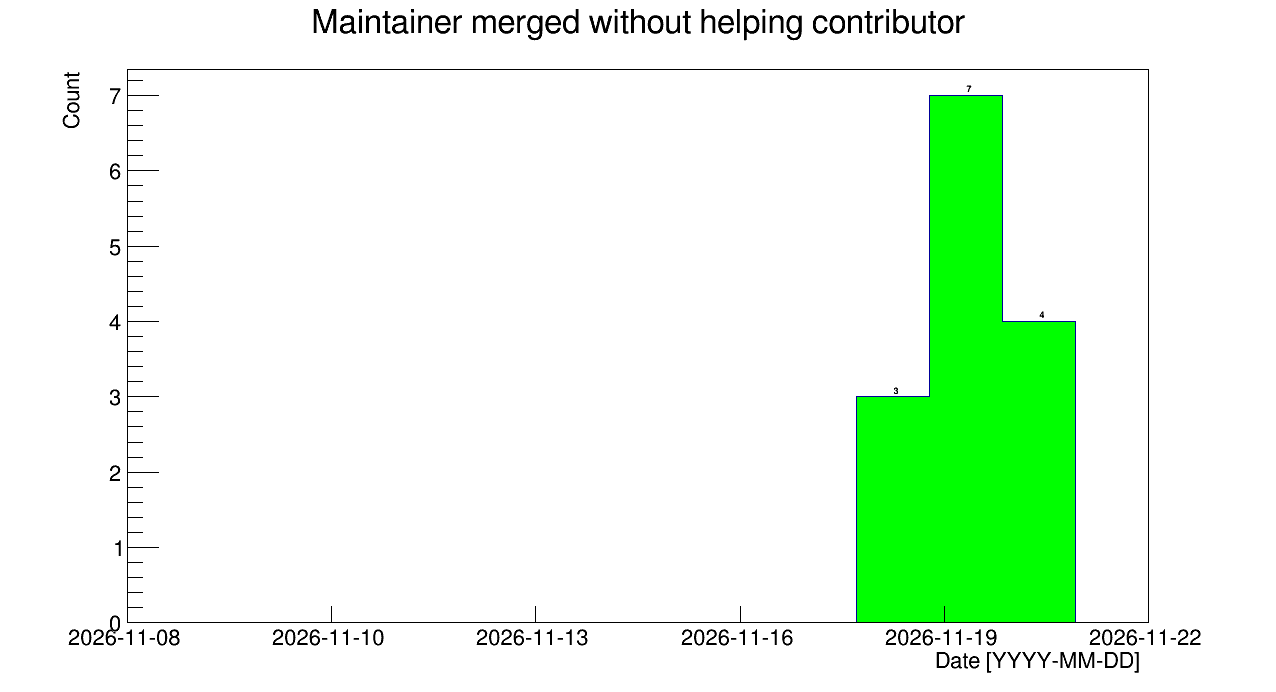 Maintainer merged without helping contributor
Count
7
6
5
4
3
2
1
0
7
4
3
2026-11-08 2026-11-10 2026-11-13 2026-11-16 2026-11-19 2026-11-22
Date [YYYY-MM-DD]